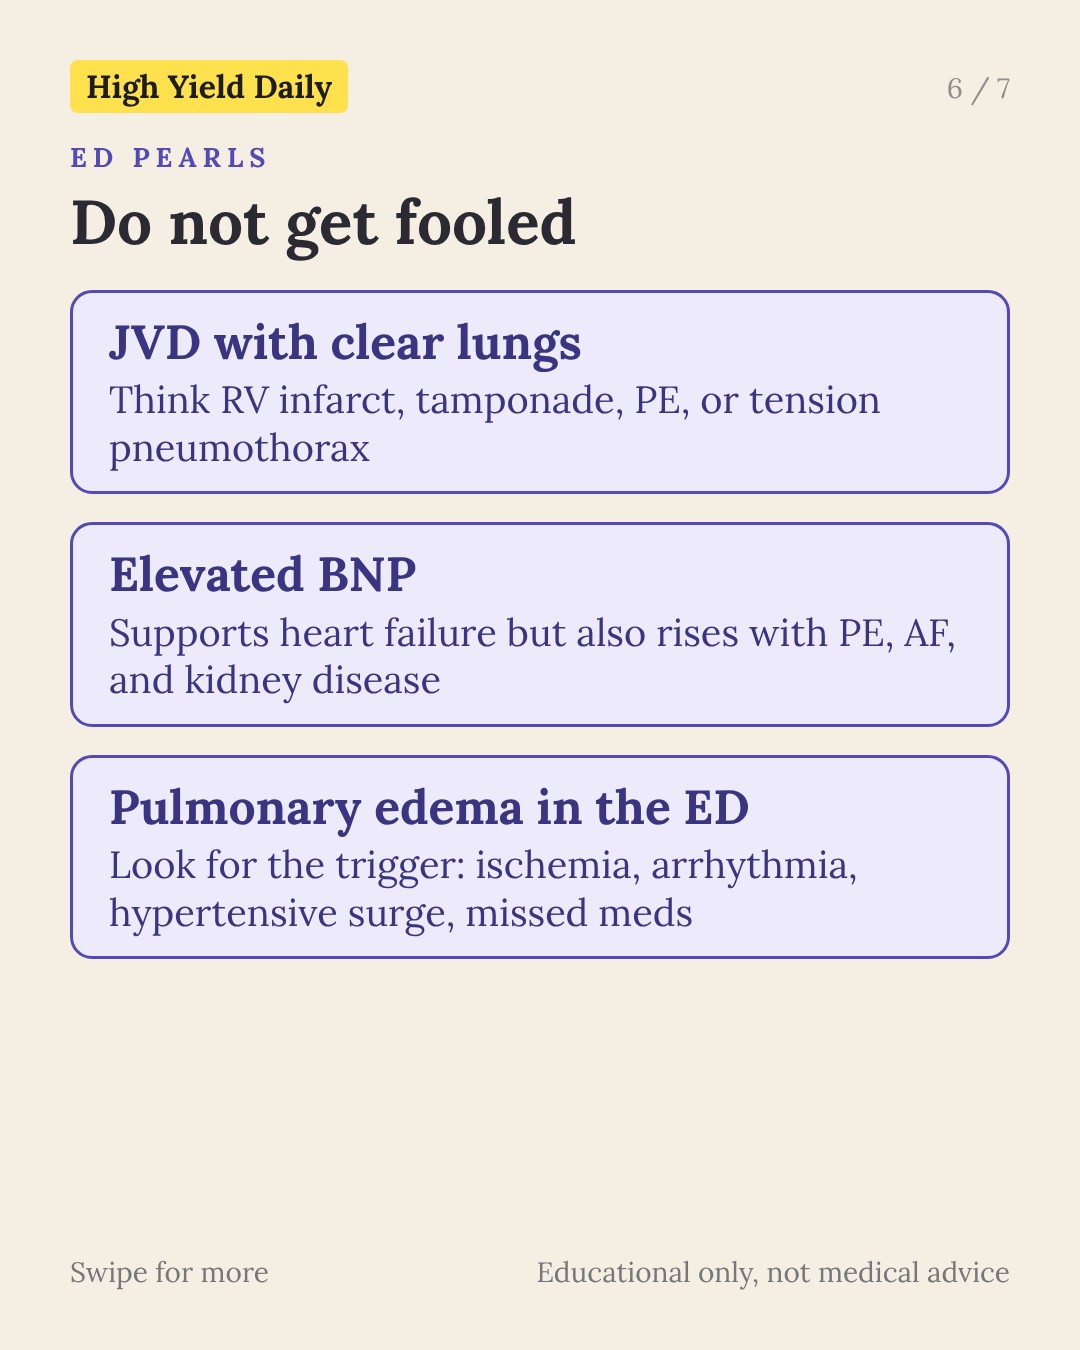 High Yield Daily
6 / 7
ED PEARLS
Do not get fooled
JVD with clear lungs
Think RV infarct, tamponade, PE, or tension
pneumothorax
Elevated BNP
Supports heart failure but also rises with PE, AF,
and kidney disease
Pulmonary edema in the ED
Look for the trigger: ischemia, arrhythmia,
hypertensive surge, missed meds
Swipe for more
Educational only, not medical advice